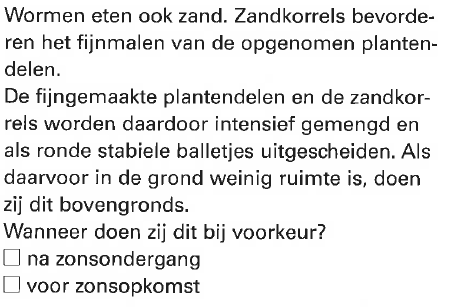 Wormen eten ook zand. Zandkorrels bevorde-
ren het fijnmalen van de opgenomen planten-
delen.
De fijngemaakte plantendelen en de zandkor-
rels worden daardoor intensief gemengd en
als ronde stabiele balletjes uitgescheiden. Als
daarvoor in de grond weinig ruimte is, doen
zij dit bovengronds.
Wanneer doen zij dit bij voorkeur?
☐ na zonsondergang
☐ voor zonsopkomst